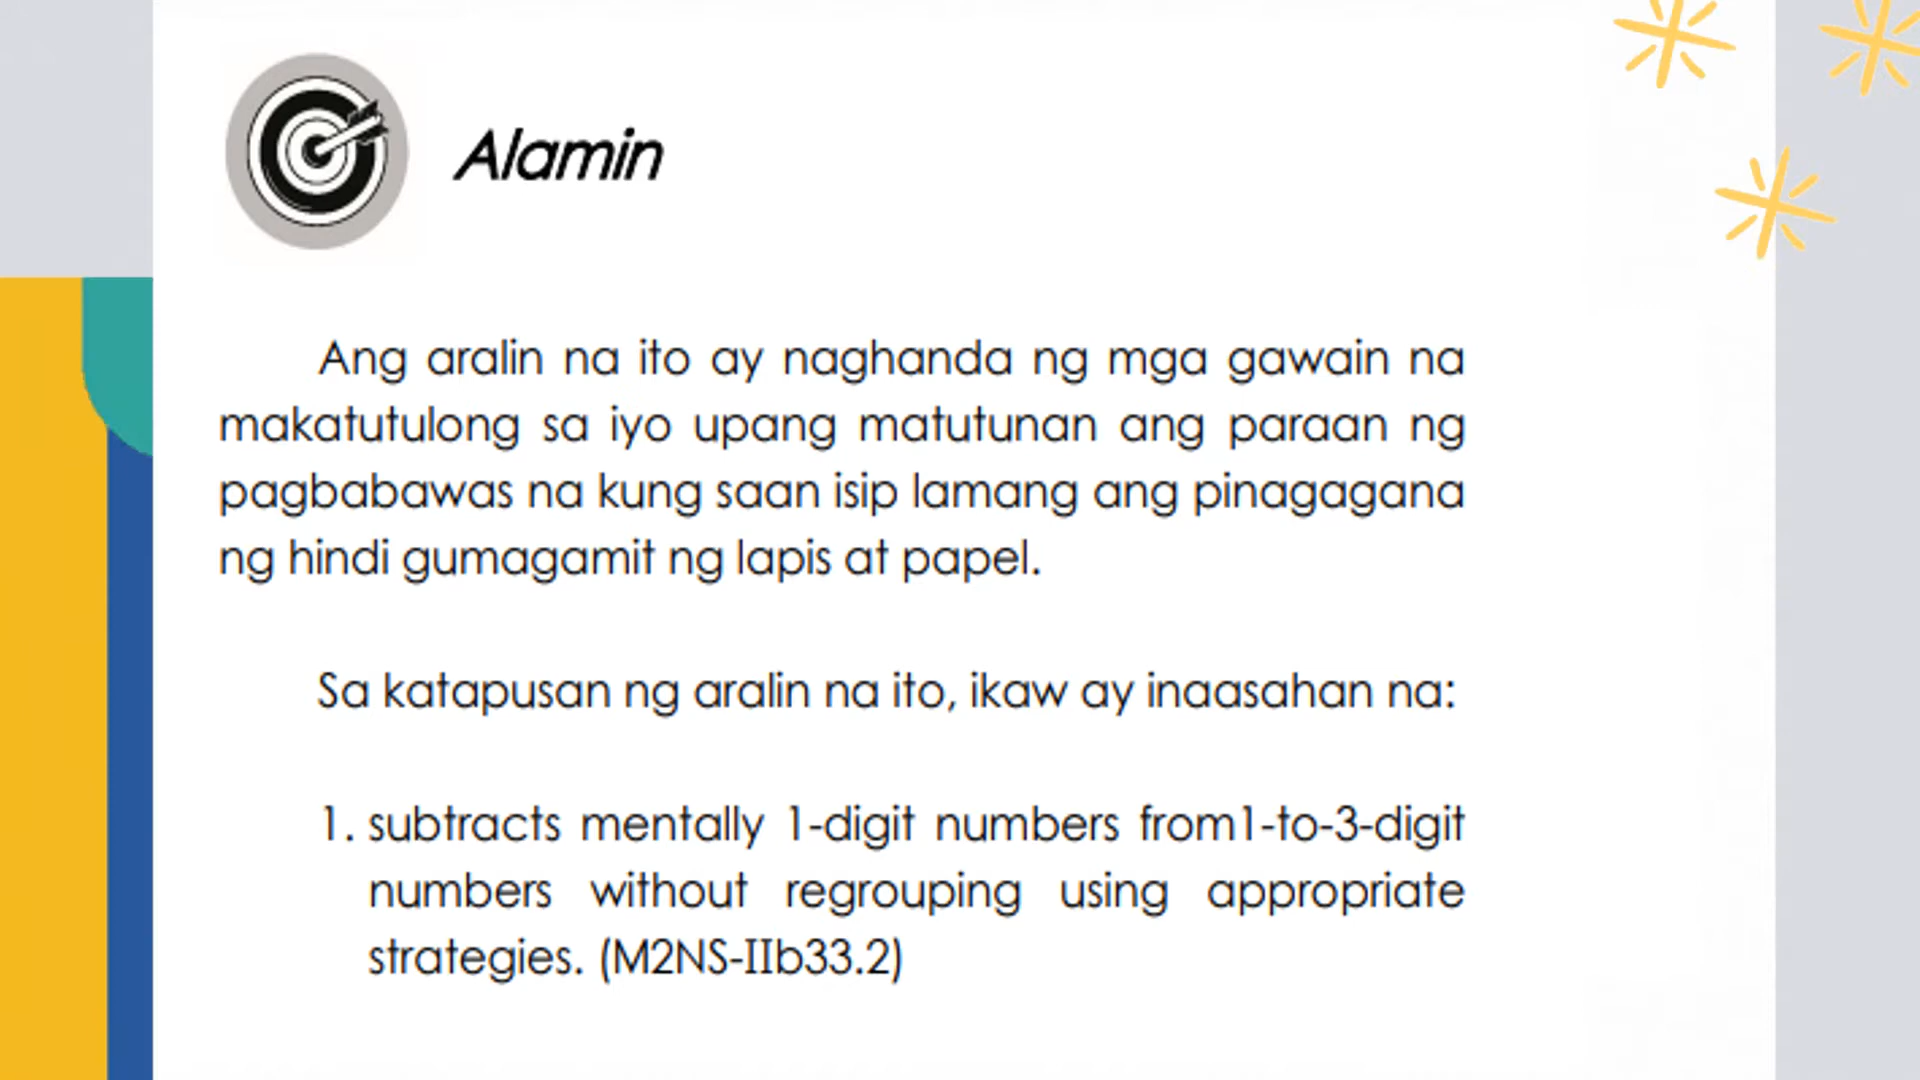 Alamin
Ang aralin na ito ay naghanda ng mga gawain na
makatutulong sa iyo upang matutunan ang paraan ng
pagbabawas na kung saan isip lamang ang pinagagana
ng hindi gumagamit ng lapis at papel.
Sa katapusan ng aralin na ito, ikaw ay inaasahan na:
1. subtracts mentally 1-digit numbers from1-to-3-digit
numbers without regrouping using appropriate
strategies. (M2NS-IIb33.2)